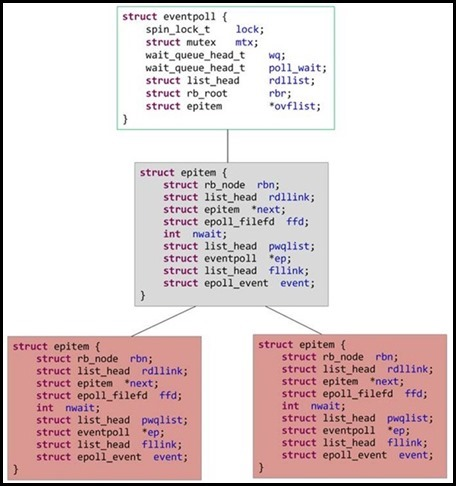 struct eventpoll {
spin_lock_t lock;
struct mutex mtx;
wait_queue_head_t wq;
wait_queue_head_t poll_wait;
struct list_head rdllist;
struct rb_root rbr;
struct epitem *ovflist;
}
struct epitem {
struct rb_node rbn;
struct list_head rdllink;
struct epitem *next;
struct epoll_filefd ffd;
int nwait;
struct list_head pwqlist;
struct eventpoll *ep;
struct list_head fllink;
struct epoll_event event;
}
struct epitem {
struct rb_node rbn;
struct list_head rdllink;
struct epitem *next;
struct epoll_filefd ffd;
int nwait;
struct list_head pwqlist;
struct eventpoll *ep;
struct list_head fllink;
struct epoll_event event;
}
struct epitem {
struct rb_node rbn;
struct list_head rdllink;
struct epitem *next;
struct epoll_filefd ffd;
int nwait;
struct list_head pwqlist;
struct eventpoll *ep;
struct list_head fllink;
struct epoll_event event;
}